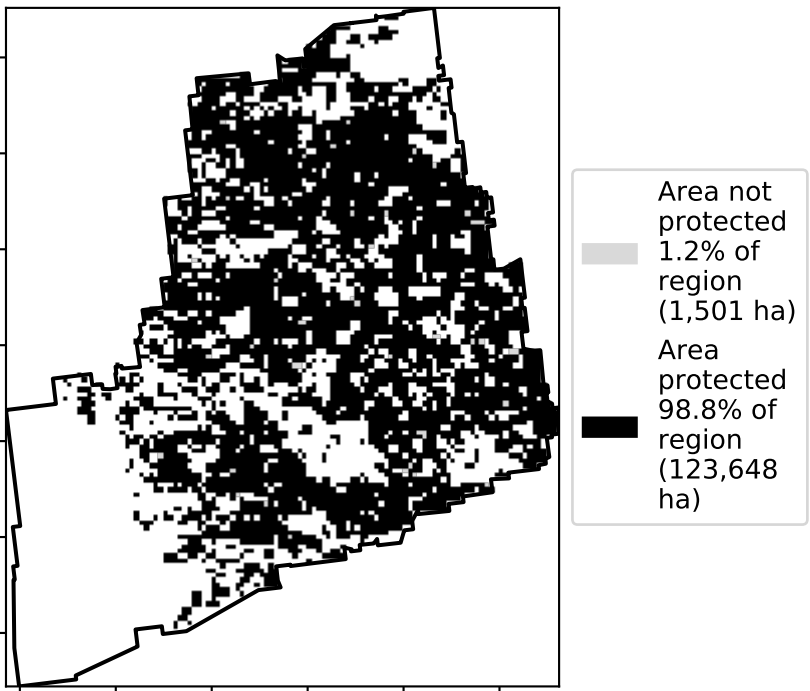 Area not
protected
1.2% of
region
(1,501 ha)
Area
protected
98.8% of
region
(123,648
ha)